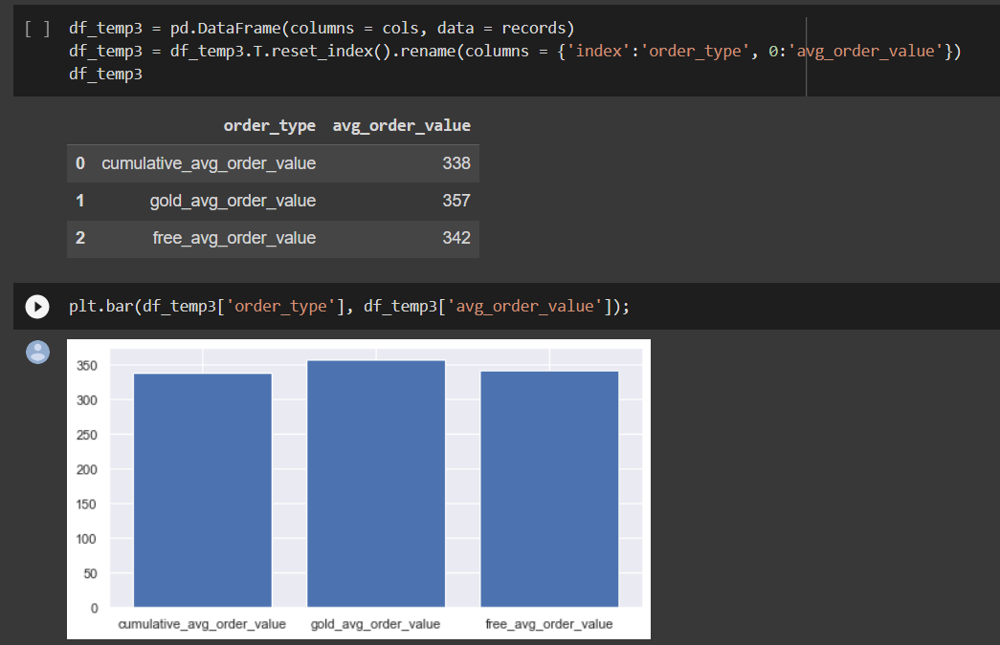 [ ] df_temp3 = pd.DataFrame(columns = cols, data = records)
df_temp3 = df_temp3.T.reset_index().rename(columns = {'index':'order_type', 0:'avg_order_value'})
df_temp3
order_type avg_order_value
0 cumulative_avg_order_value 338
1 gold_avg_order_value 357
2 free_avg_order_value 342
plt.bar(df_temp3['order_type'], df_temp3['avg_order_value']);
350
300
250
200
150
100
50
0
cumulative_avg_order_value gold_avg_order_value free_avg_order_value